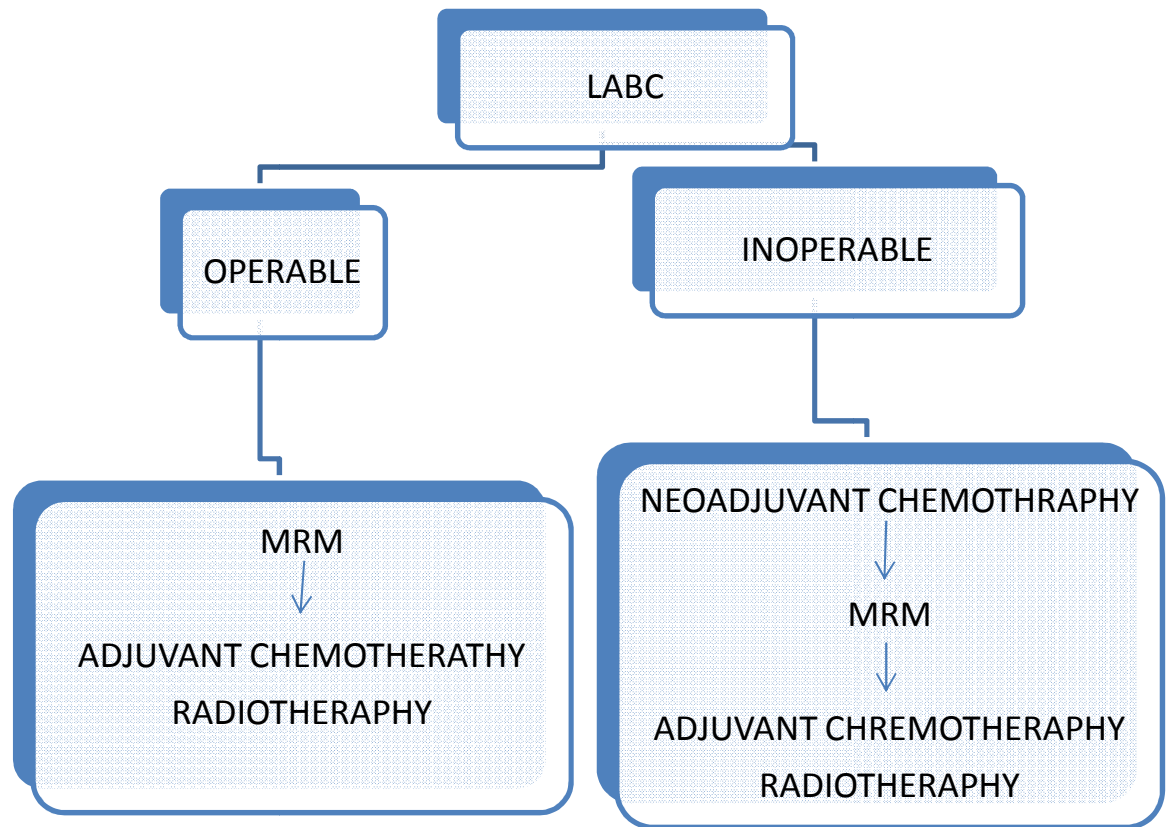 LABC
OPERABLE
INOPERABLE
MRM
ADJUVANT CHEMOTHERATHY
RADIOTHERAPHY
NEOADJUVANT CHEMOTHRAPHY
MRM
ADJUVANT CHREMOTHERAPHY
RADIOTHERAPHY